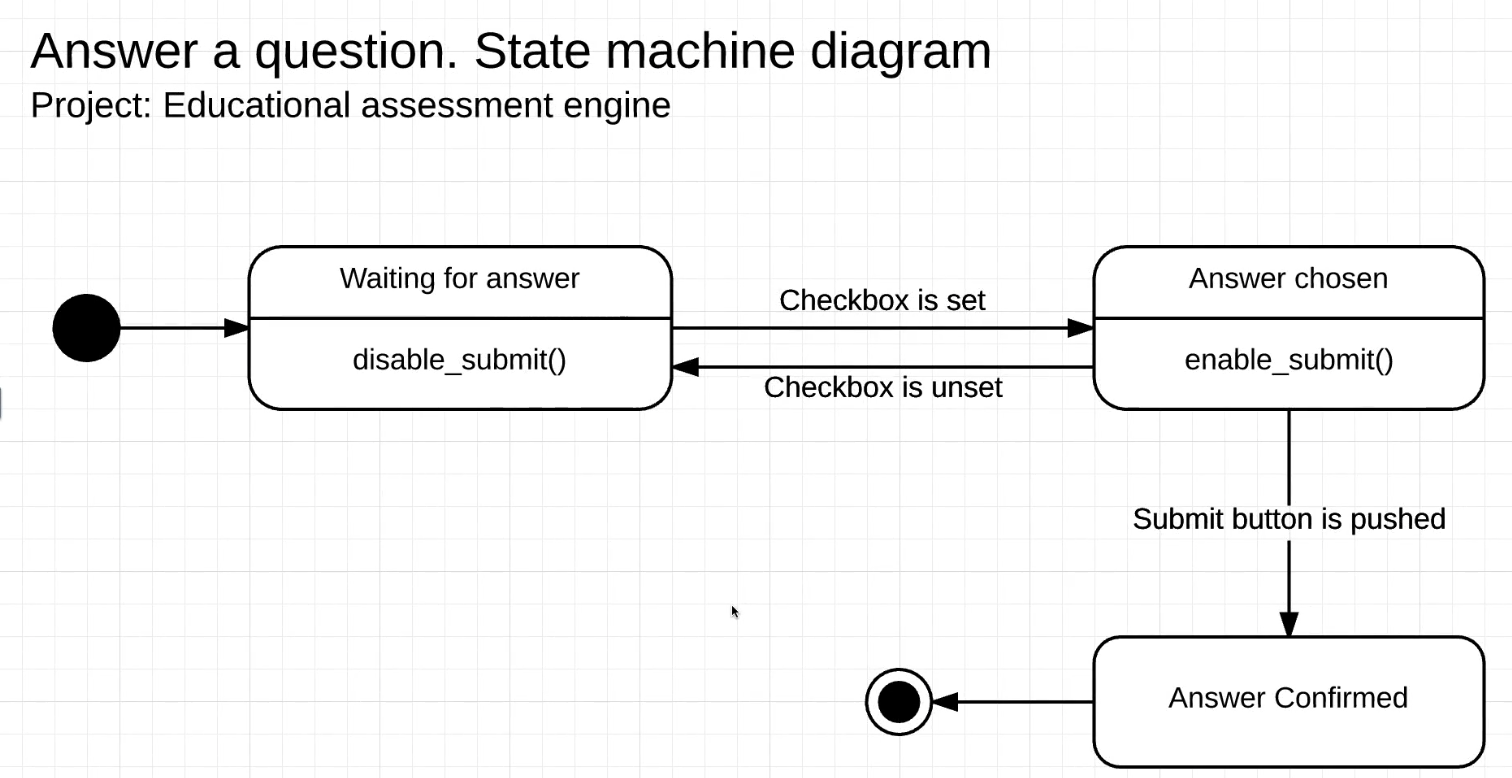 Answer a question. State machine diagram
Project: Educational assessment engine
Waiting for answer
disable_submit()
Checkbox is set
Checkbox is unset
Answer chosen
enable_submit()
Submit button is pushed
Answer Confirmed